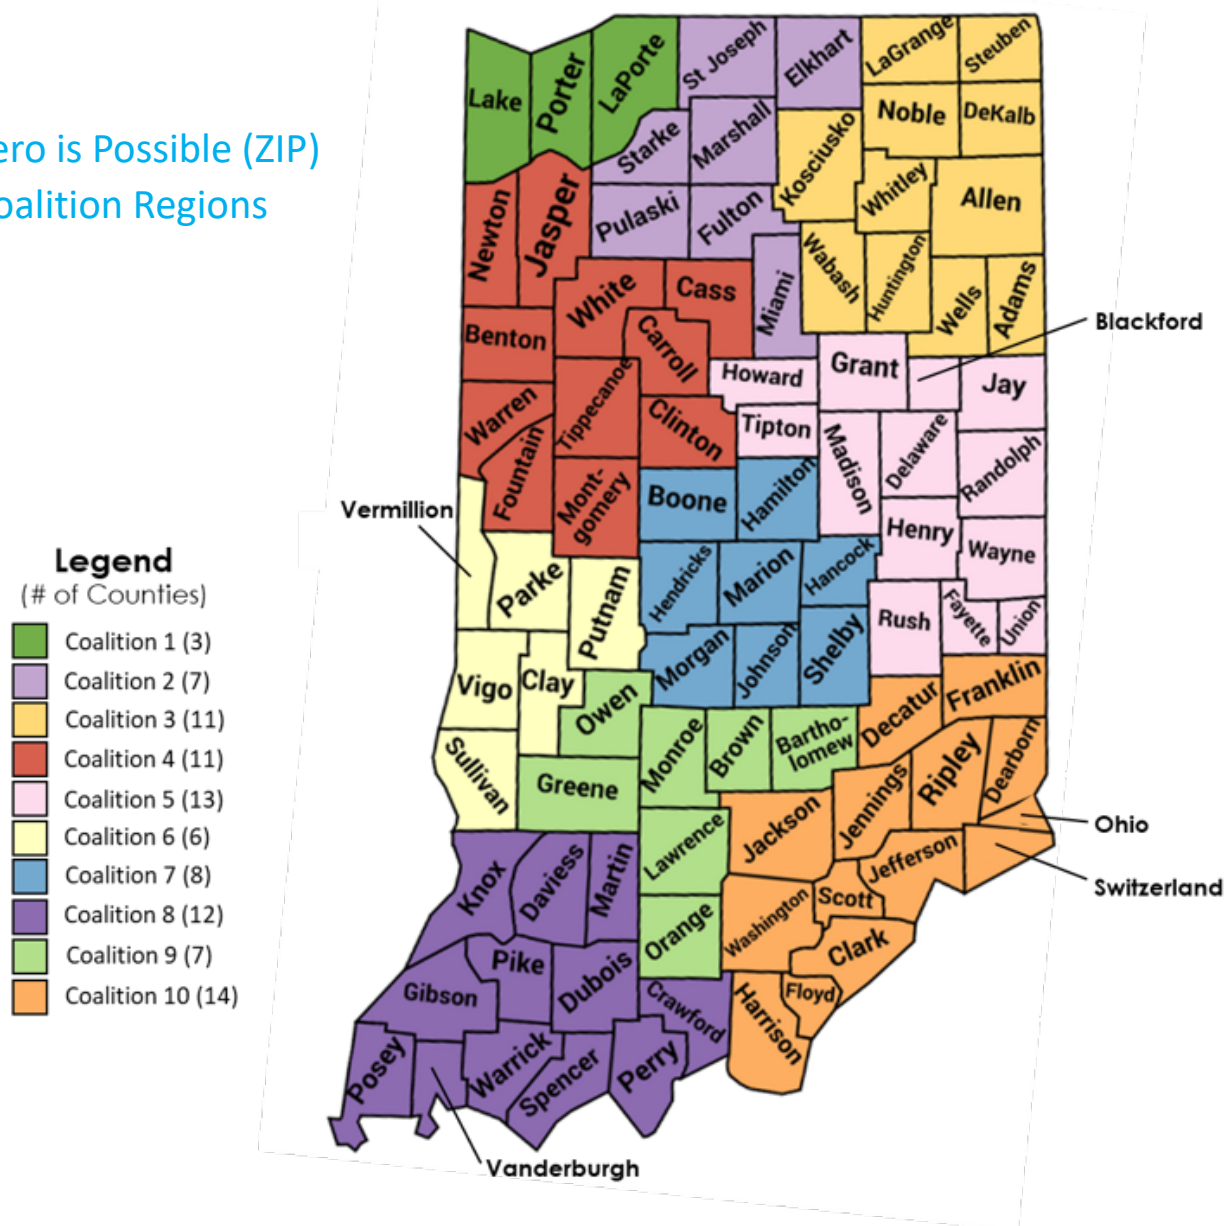 ero is Possible (ZIP)
oalition Regions
Lake
Porter
LaPorte
St Joseph
Elkhart
LaGrange
Steuben
Noble
DeKalb
Starke
Marshall
Kosciusko
Whitley
Allen
Newton
Jasper
Pulaski
Fulton
Wabash
Huntington
Wells
Adams
White
Cass
Miami
Blackford
Benton
Carroll
Howard
Grant
Jay
Warren
Fountain
Tippecanoe
Clinton
Tipton
Madison
Delaware
Randolph
Mont-
gomery
Boone
Hamilton
Vermillion
Henry
Wayne
Parke
Putnam
Hendricks
Marion
Hancock
Rush
Fayette
Union
Legend
(# of Counties)
Coalition 1 (3)
Coalition 2 (7)
Coalition 3 (11)
Coalition 4 (11)
Coalition 5 (13)
Coalition 6 (6)
Coalition 7 (8)
Coalition 8 (12)
Coalition 9 (7)
Coalition 10 (14)
Vigo
Clay
Owen
Morgan
Johnson
Shelby
Decatur
Franklin
Sullivan
Greene
Monroe
Brown
Bartho-
lomew
Jennings
Ripley
Dearborn
Ohio
Switzerland
Knox
Daviess
Martin
Lawrence
Jackson
Jefferson
Scott
Orange
Washington
Clark
Gibson
Pike
Dubois
Crawford
Harrison
Floyd
Posey
Warrick
Spencer
Perry
Vanderburgh